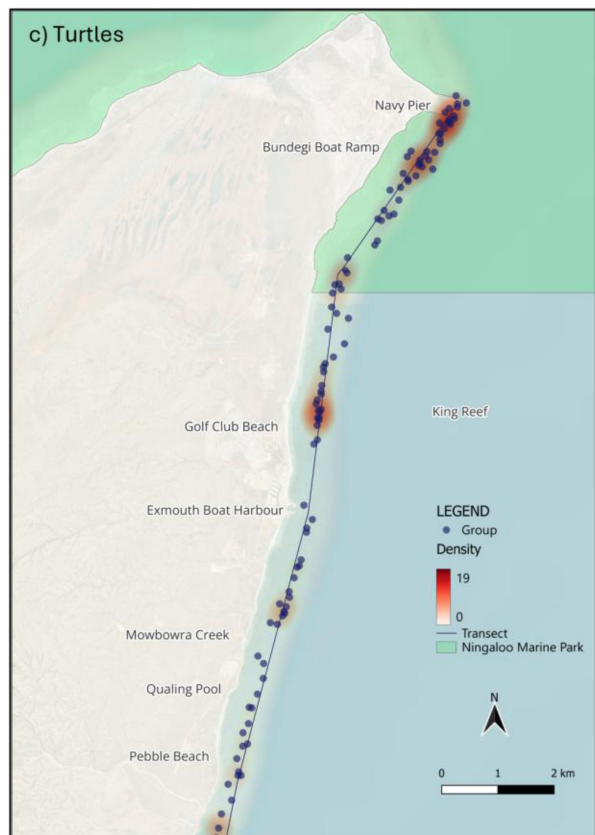 c) Turtles
Navy Pier
Bundegi Boat Ramp
King Reef
Golf Club Beach
Exmouth Boat Harbour
LEGEND
Group
Density
19
0
Transect
Ningaloo Marine Park
Mowbowra Creek
Qualing Pool
N
Pebble Beach
0 1 2 km